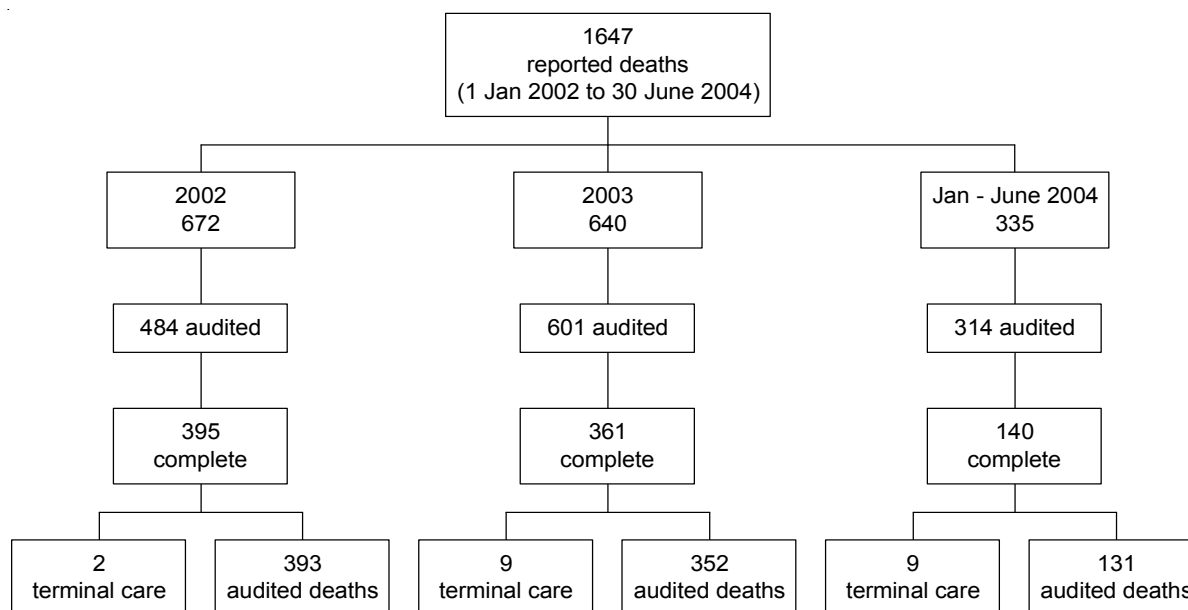 1647
reported deaths
(1 Jan 2002 to 30 June 2004)
2002
672
2003
640
Jan - June 2004
335
484 audited
601 audited
314 audited
395
complete
361
complete
140
complete
2
terminal care
393
audited deaths
9
terminal care
352
audited deaths
9
terminal care
131
audited deaths